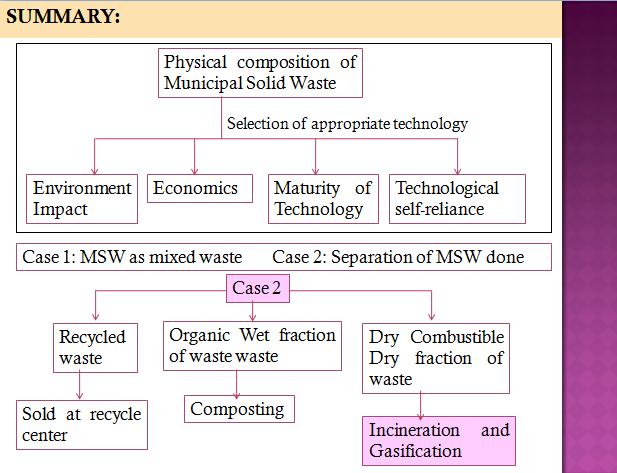 SUMMARY:
Physical composition of
Municipal Solid Waste
Selection of appropriate technology
Environment
Impact
Economics
Maturity of
Technology
Technological
self-reliance
Case 1: MSW as mixed waste Case 2: Separation of MSW done
Case 2
Recycled
waste
Organic Wet fraction
of waste waste
Dry Combustible
Dry fraction of
waste
Sold at recycle
center
Composting
Incineration and
Gasification